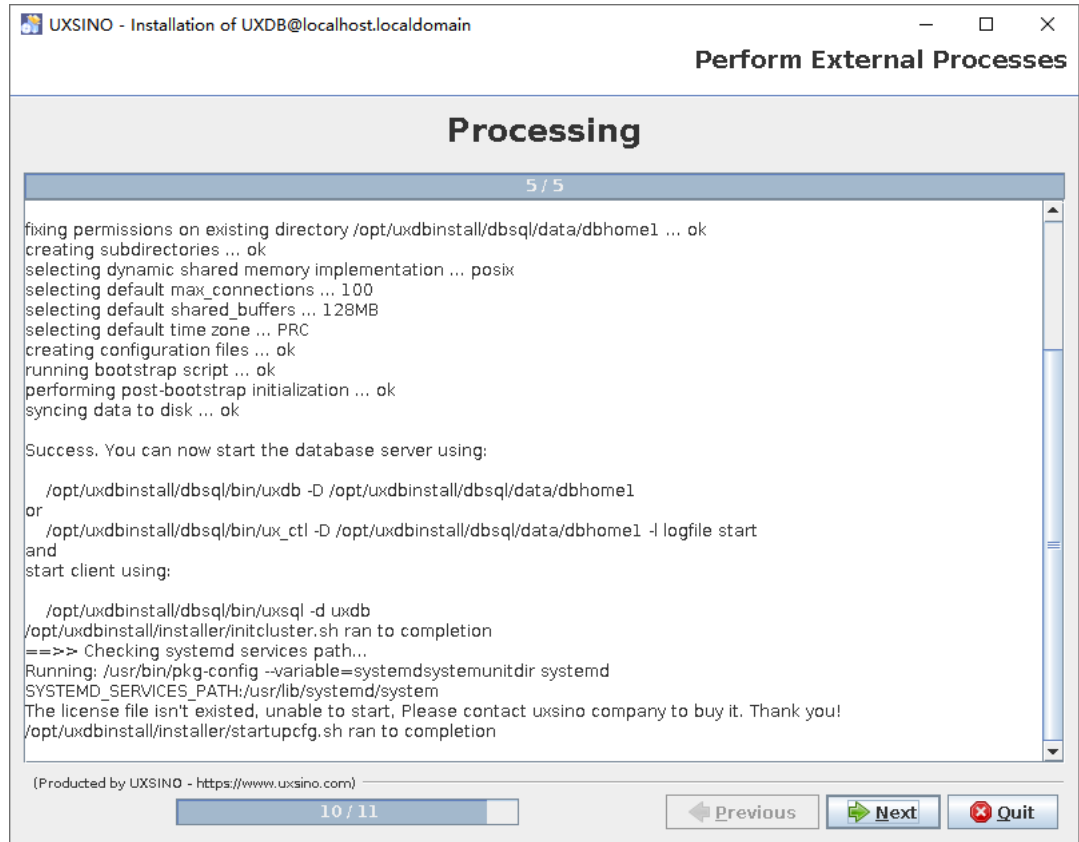 UXSINO - Installation of UXDB@localhost.localdomain
Perform External Processes
Processing
5 / 5
fixing permissions on existing directory /opt/uxdbinstall/dbsql/data/dbhome1 ... ok
creating subdirectories ... ok
selecting dynamic shared memory implementation ... posix
selecting default max_connections ... 100
selecting default shared_buffers ... 128MB
selecting default time zone ... PRC
creating configuration files ... ok
running bootstrap script ... ok
performing post-bootstrap initialization ... ok
syncing data to disk ... ok
Success. You can now start the database server using:
/opt/uxdbinstall/dbsql/bin/uxdb -D /opt/uxdbinstall/dbsql/data/dbhome1
or
/opt/uxdbinstall/dbsql/bin/ux_ctl -D /opt/uxdbinstall/dbsql/data/dbhome1 -l logfile start
and
start client using:
/opt/uxdbinstall/dbsql/bin/uxsql -d uxdb
/opt/uxdbinstall/installer/initcluster.sh ran to completion
==>> Checking systemd services path...
Running: /usr/bin/pkg-config --variable=systemdsystemunitdir systemd
SYSTEMD_SERVICES_PATH:/usr/lib/systemd/system
The license file isn't existed, unable to start, Please contact uxsino company to buy it. Thank you!
/opt/uxdbinstall/installer/startupcfg.sh ran to completion
(Producted by UXSINO - https://www.uxsino.com)
10 / 11
Previous
Next
Quit